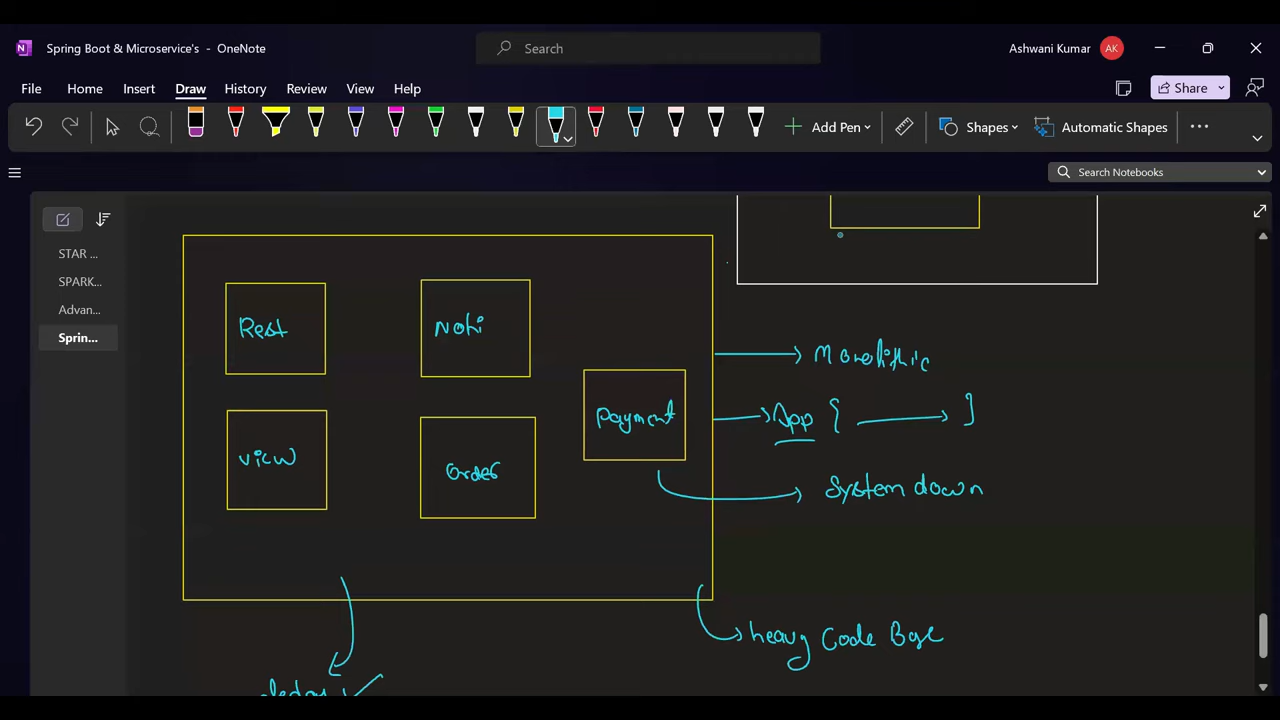 Spring Boot & Microservice's - OneNote
Search
Ashwani Kumar
AK
File Home Insert Draw History Review View Help
Share
Add Pen
Shapes
Automatic Shapes
Search Notebooks
STAR ...
SPARK...
Advan...
Sprin...
Rest
Noti
Monolithic
payment
App { ]
view
order
System down
heavy Code Base